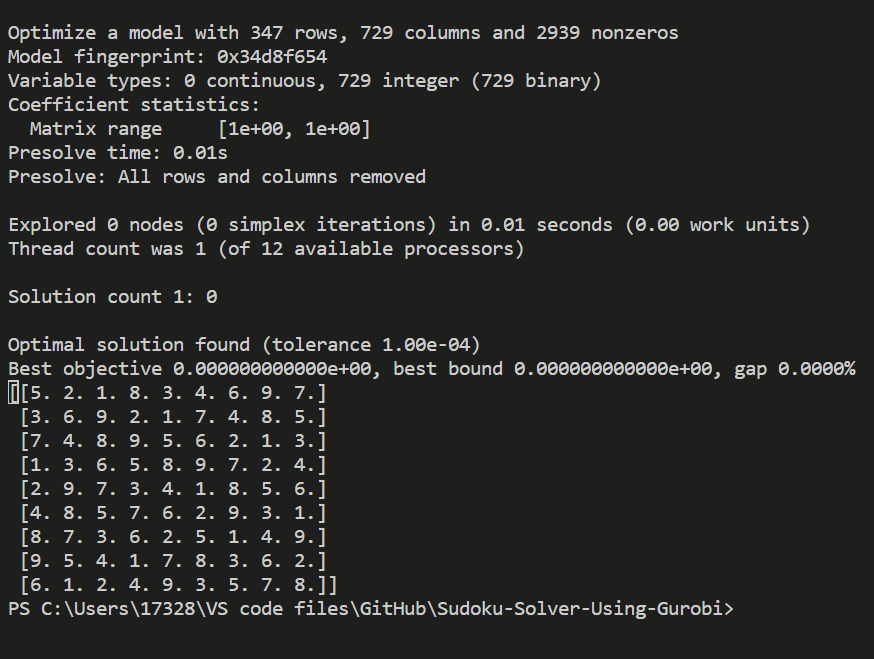 Optimize a model with 347 rows, 729 columns and 2939 nonzeros
Model fingerprint: 0x34d8f654
Variable types: 0 continuous, 729 integer (729 binary)
Coefficient statistics:
  Matrix range     [1e+00, 1e+00]
Presolve time: 0.01s
Presolve: All rows and columns removed

Explored 0 nodes (0 simplex iterations) in 0.01 seconds (0.00 work units)
Thread count was 1 (of 12 available processors)

Solution count 1: 0

Optimal solution found (tolerance 1.00e-04)
Best objective 0.000000000000e+00, best bound 0.000000000000e+00, gap 0.0000%
[[5. 2. 1. 8. 3. 4. 6. 9. 7.]
 [3. 6. 9. 2. 1. 7. 4. 8. 5.]
 [7. 4. 8. 9. 5. 6. 2. 1. 3.]
 [1. 3. 6. 5. 8. 9. 7. 2. 4.]
 [2. 9. 7. 3. 4. 1. 8. 5. 6.]
 [4. 8. 5. 7. 6. 2. 9. 3. 1.]
 [8. 7. 3. 6. 2. 5. 1. 4. 9.]
 [9. 5. 4. 1. 7. 8. 3. 6. 2.]
 [6. 1. 2. 4. 9. 3. 5. 7. 8.]]
PS C:\Users\17328\VS code files\GitHub\Sudoku-Solver-Using-Gurobi>